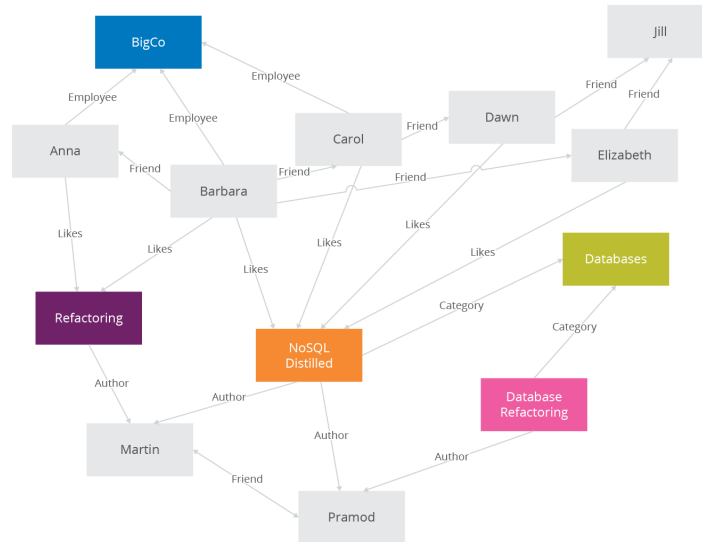 Jill
BigCo
Employee
Friend
Friend
Employee
Dawn
Employee
Friend
Carol
Anna
Elizabeth
Friend
Friend
Friend
Barbara
Likes
Likes
Likes
Likes
Likes
Likes
Databases
Category
Refactoring
Category
NoSQL
Distilled
Author
Author
Database
Refactoring
Author
Martin
Author
Friend
Pramod